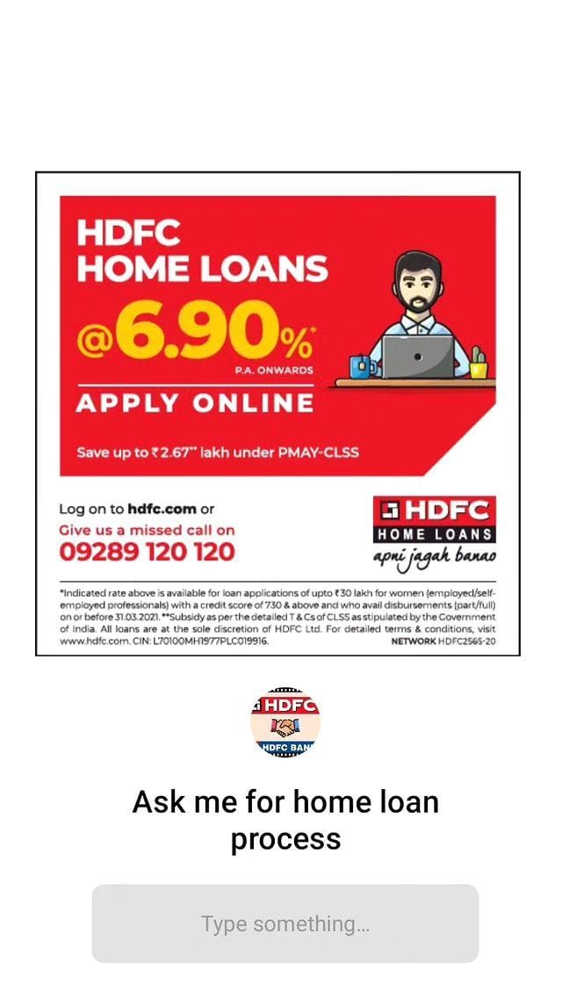 HDFC
HOME LOANS
@6.90%*
P.A. ONWARDS
APPLY ONLINE
Save up to ₹2.67** lakh under PMAY-CLSS
Log on to hdfc.com or
Give us a missed call on
09289 120 120
HDFC
HOME LOANS
apni jagah banao
*Indicated rate above is available for loan applications of upto ₹30 lakh for women (employed/self-
employed professionals) with a credit score of 730 & above and who avail disbursements (part/full)
on or before 31.03.2021. **Subsidy as per the detailed T & Cs of CLSS as stipulated by the Government
of India. All loans are at the sole discretion of HDFC Ltd. For detailed terms & conditions, visit
www.hdfc.com. CIN: L70100MH1977PLC019916. NETWORK HDFC2565-20
HDFC
HDFC BAN
Ask me for home loan
process
Type something...